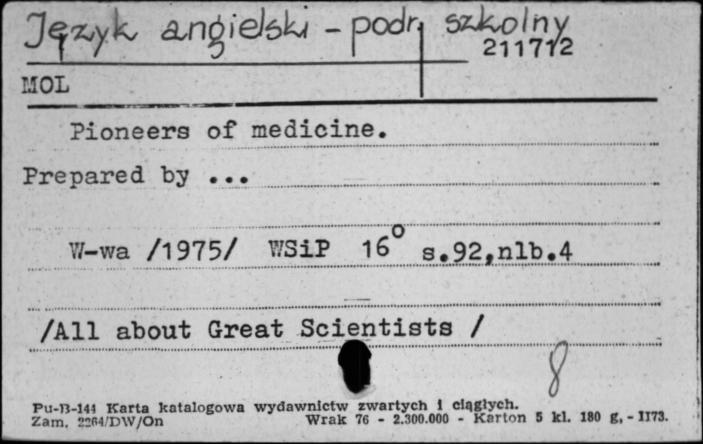 Język angielski - podr. szkolny
211712
MOL
Pioneers of medicine.
Prepared by ...
W-wa /1975/ WSiP 16° s.92,nlb.4
/All about Great Scientists /
8
Pu-B-144 Karta katalogowa wydawnictw zwartych i ciągłych.
Zam. 2264/DW/On Wrak 76 - 2.300.000 - Karton 5 kl. 180 g. - II73.